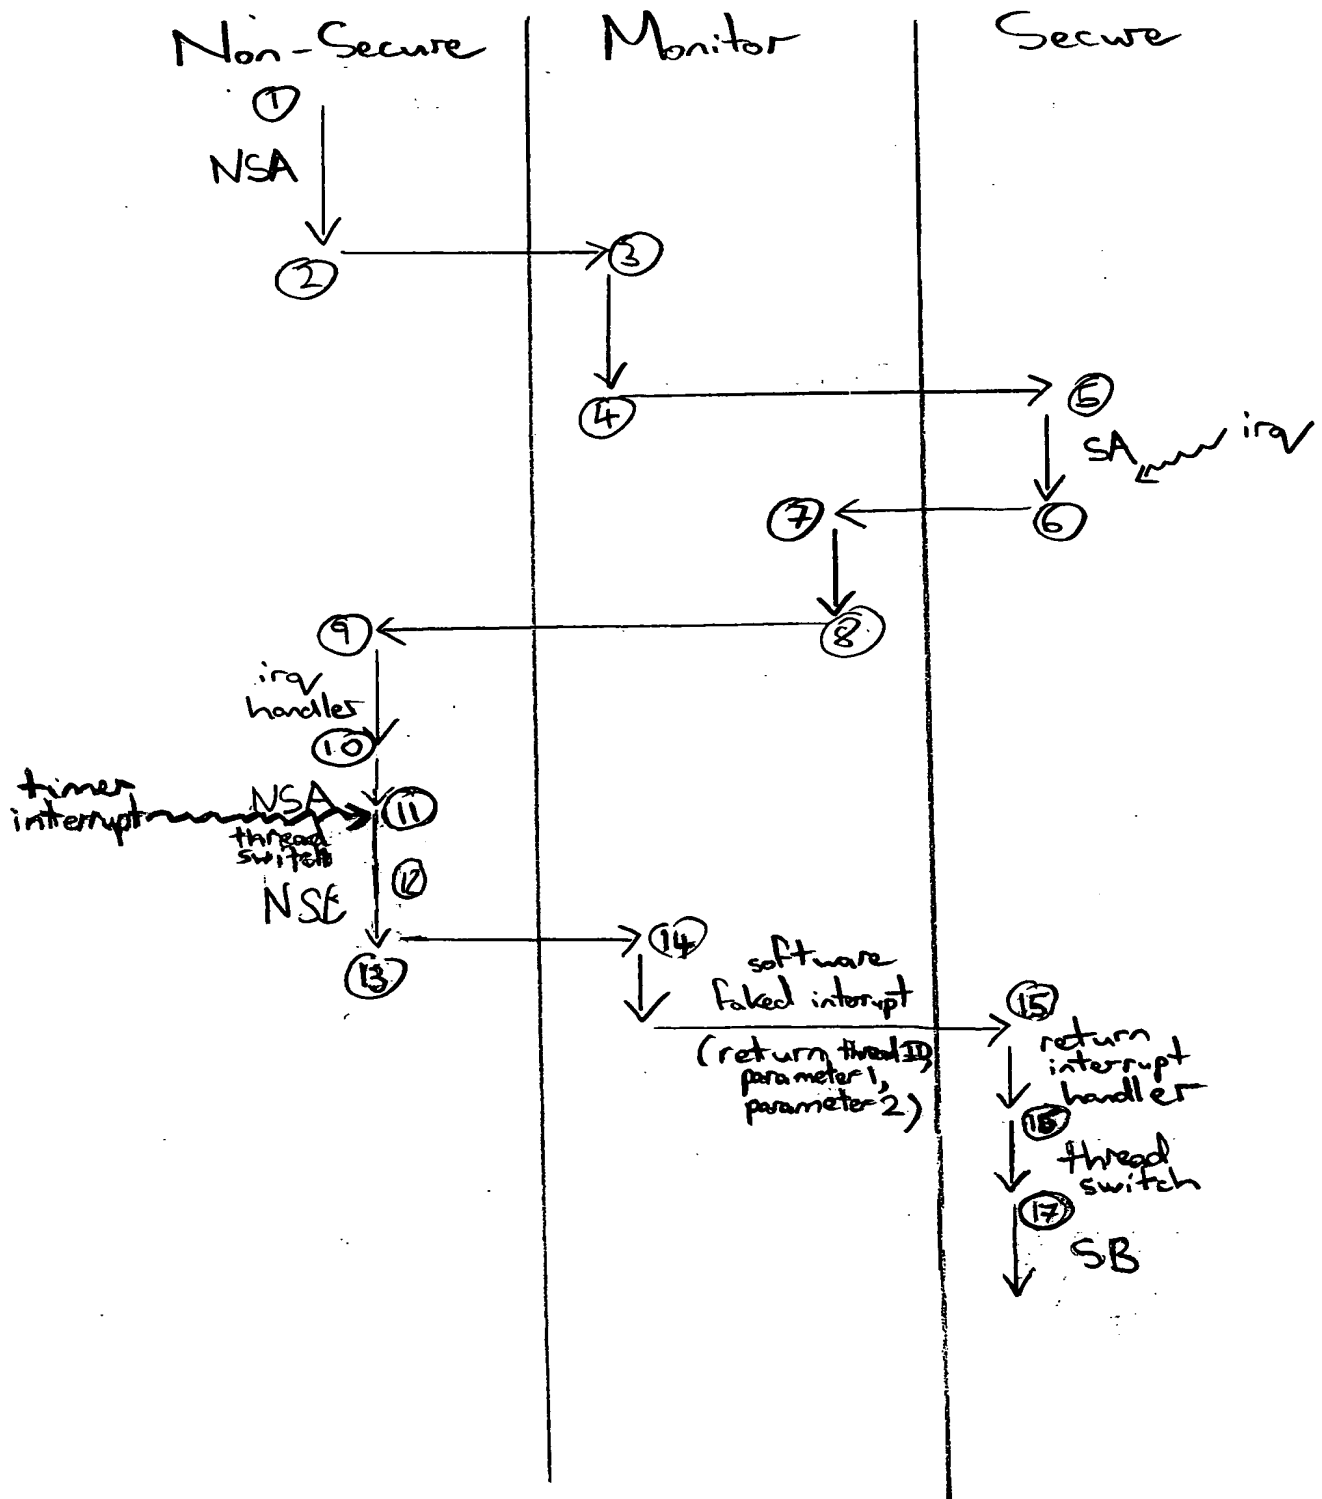 Non-Secure Monitor Secure
1
NSA
2
3
4
5
SA
irq
6
7
8
9
irq
handler
10
timer
interrupt
NSA
11
thread
switch
12
13
14
software
faked interrupt
(return, thread ID,
parameter 1,
parameter 2)
15
return
interrupt
handler
16
thread
switch
17
SB